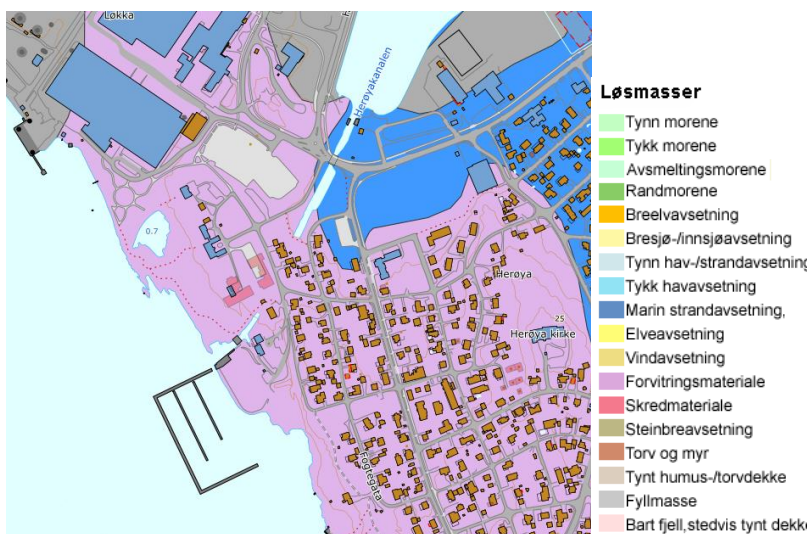 Løkka
Herøyakanalen
0.7
Herøya
25
Herøya kirke
Fogtegata
Løsmasser
Tynn morene
Tykk morene
Avsmeltingsmorene
Randmorene
Breelvavsetning
Bresjø-/innsjøavsetning
Tynn hav-/strandavsetning
Tykk havavsetning
Marin strandavsetning,
Elveavsetning
Vindavsetning
Forvitringsmateriale
Skredmateriale
Steinbreavsetning
Torv og myr
Tynt humus-/torvdekke
Fyllmasse
Bart fjell,stedvis tynt dekke